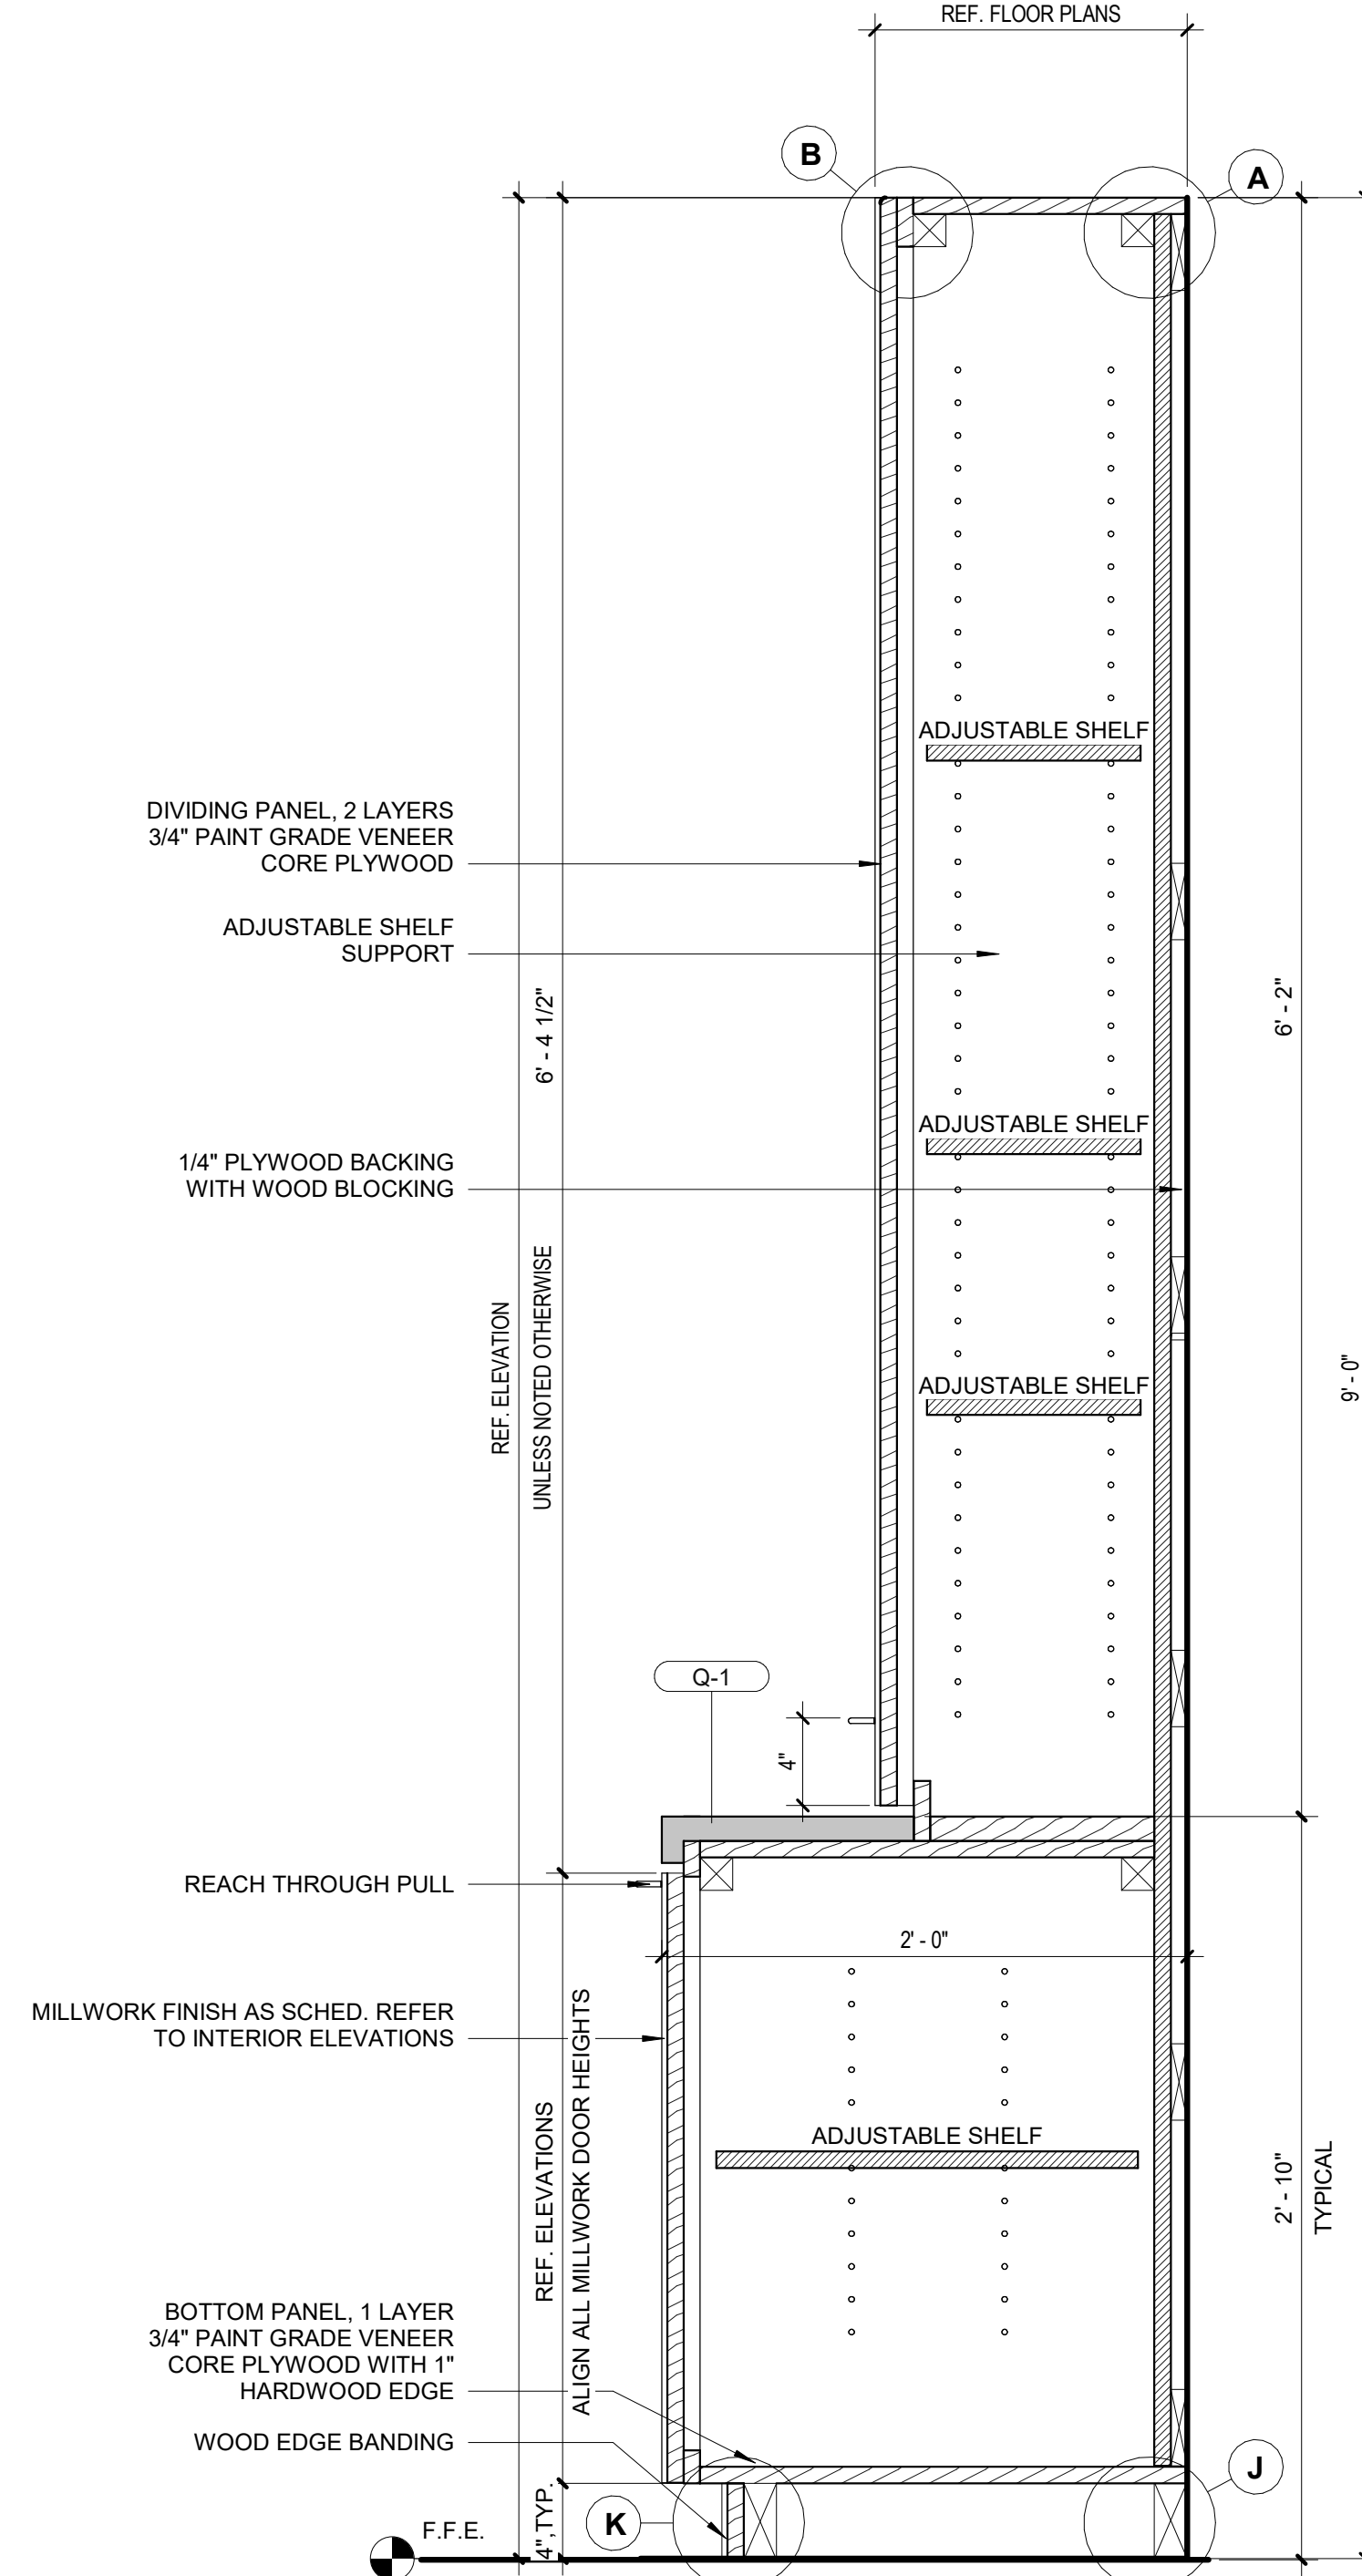 REF. FLOOR PLANS
B
A
ADJUSTABLE SHELF
DIVIDING PANEL, 2 LAYERS
3/4" PAINT GRADE VENEER
CORE PLYWOOD
ADJUSTABLE SHELF
SUPPORT
6' - 4 1/2"
6' - 2"
ADJUSTABLE SHELF
1/4" PLYWOOD BACKING
WITH WOOD BLOCKING
REF. ELEVATION
UNLESS NOTED OTHERWISE
9' - 0"
ADJUSTABLE SHELF
Q-1
4"
REACH THROUGH PULL
2' - 0"
MILLWORK FINISH AS SCHED. REFER
TO INTERIOR ELEVATIONS
REF. ELEVATIONS
ALIGN ALL MILLWORK DOOR HEIGHTS
ADJUSTABLE SHELF
2' - 10"
TYPICAL
BOTTOM PANEL, 1 LAYER
3/4" PAINT GRADE VENEER
CORE PLYWOOD WITH 1"
HARDWOOD EDGE
WOOD EDGE BANDING
J
K
4",TYP.
F.F.E.